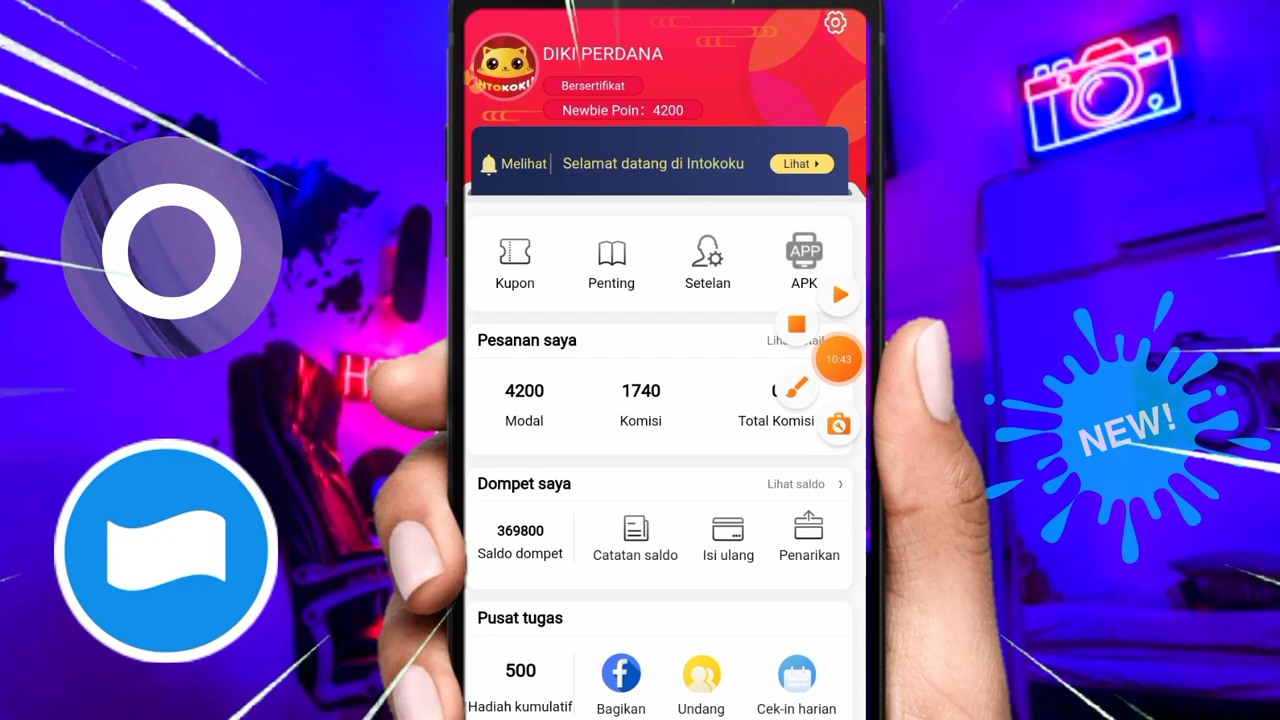 DIKI PERDANA
INTOKOKU
Bersertifikat
Newbie Poin: 4200
Melihat
Selamat datang di Intokoku
Lihat
Kupon
Penting
Setelan
APP
APK
Pesanan saya
10:43
4200
1740
Modal
Komisi
Total Komisi
NEW!
Dompet saya
Lihat saldo
369800
Saldo dompet
Catatan saldo
Isi ulang
Penarikan
Pusat tugas
500
Hadiah kumulatif
Bagikan
Undang
Cek-in harian